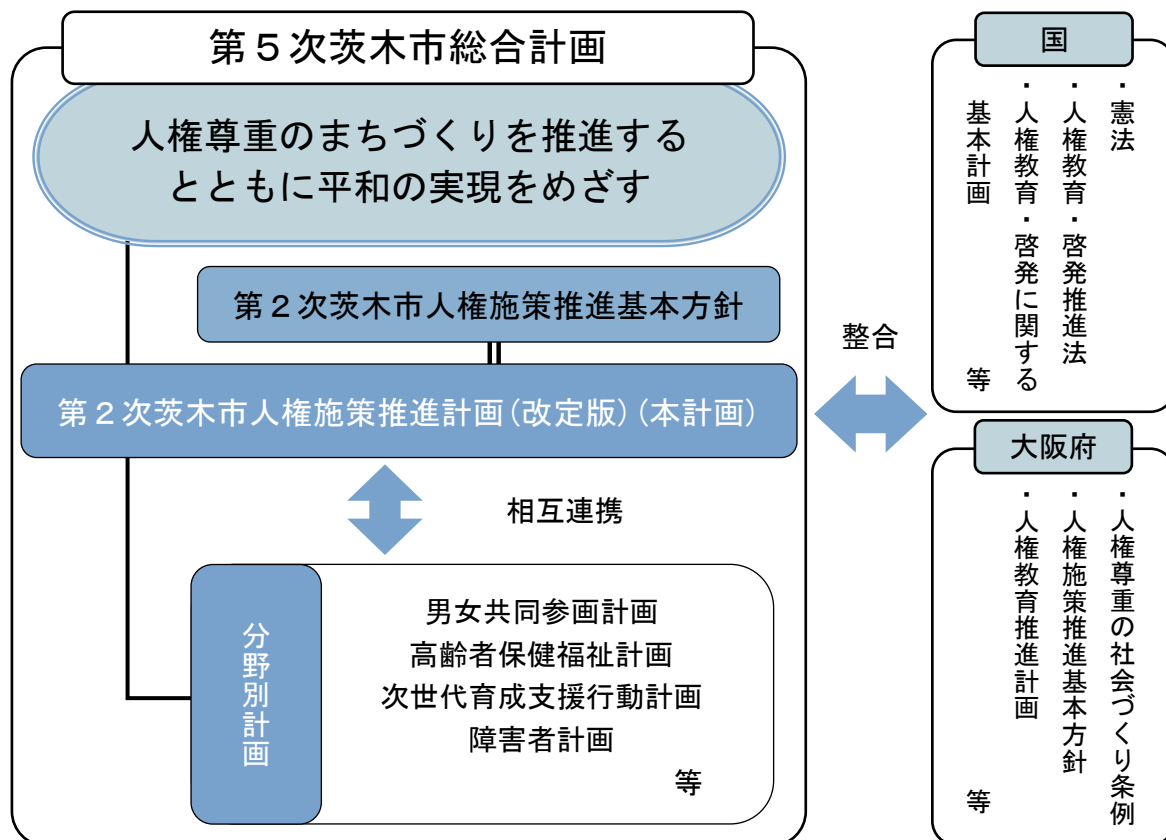 第５次茨木市総合計画
人権尊重のまちづくりを推進する
とともに平和の実現をめざす
第２次茨木市人権施策推進基本方針
第２次茨木市人権施策推進計画(改定版)(本計画)
相互連携
分野別計画
男女共同参画計画
高齢者保健福祉計画
次世代育成支援行動計画
障害者計画
等
整合
国
・憲法
・人権教育・啓発推進法
・人権教育・啓発に関する
基本計画
等
大阪府
・人権尊重の社会づくり条例
・人権施策推進基本方針
・人権教育推進計画
等